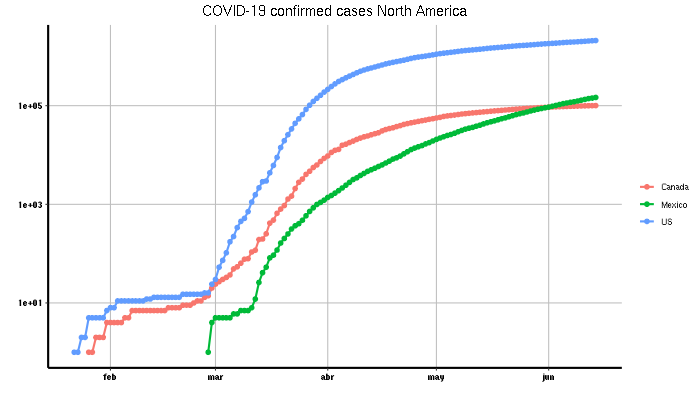 COVID-19 confirmed cases North America
1e+05
1e+03
1e+01
feb mar abr may jun
Canada
Mexico
US